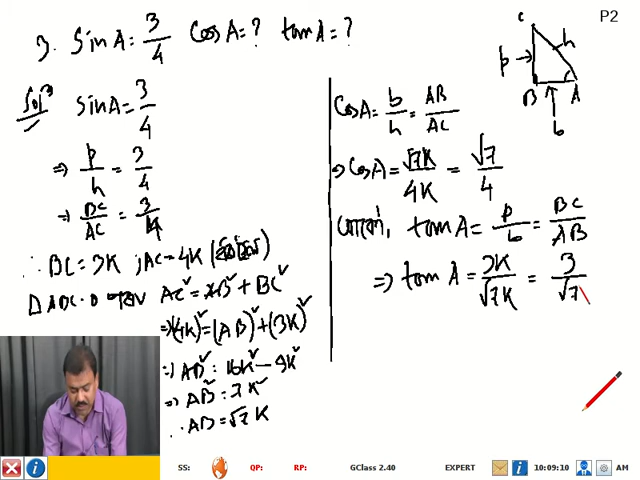 P2
3. Sin A = 3/4 Cos A = ? tan A = ?
Solⁿ
sin A = 3/4
⇒ p/h = 3/4
⇒ BC/AC = 3/4
∴ BC = 3K ; AC = 4K
Δ ABC AC² = AB² + BC²
⇒ (4K)² = (AB)² + (3K)²
⇒ AB² = 16K² - 9K²
⇒ AB² = 7K²
∴ AB = √7 K
Cos A = b/h = AB/AC
⇒ Cos A = √7K/4K = √7/4
tan A = p/b = BC/AB
⇒ tan A = 3K/√7K = 3/√7
C
p → h
B A
b
SS: QP: RP: GClass 2.40 EXPERT 10:09:10 AM